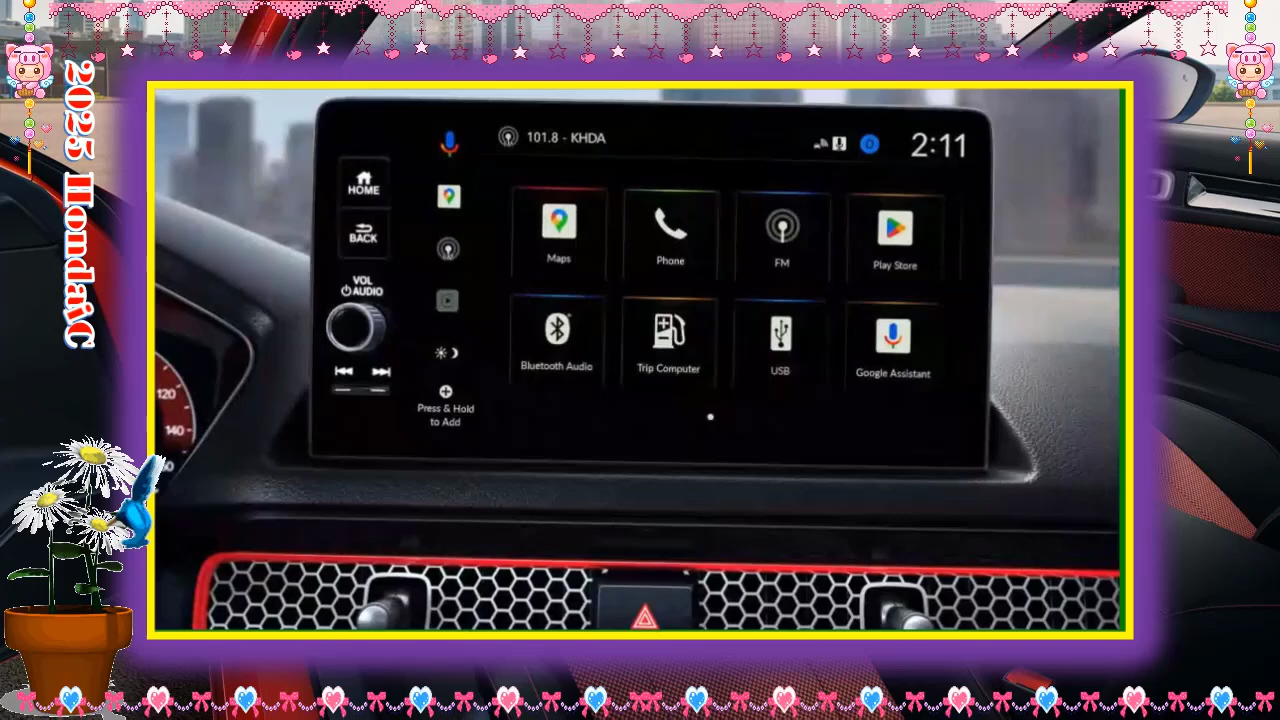 2025 HondaC
HOME
BACK
VOL
AUDIO
Press & Hold
to Add
101.8 - KHDA
2:11
Maps
Phone
FM
Play Store
Bluetooth Audio
Trip Computer
USB
Google Assistant
120
140